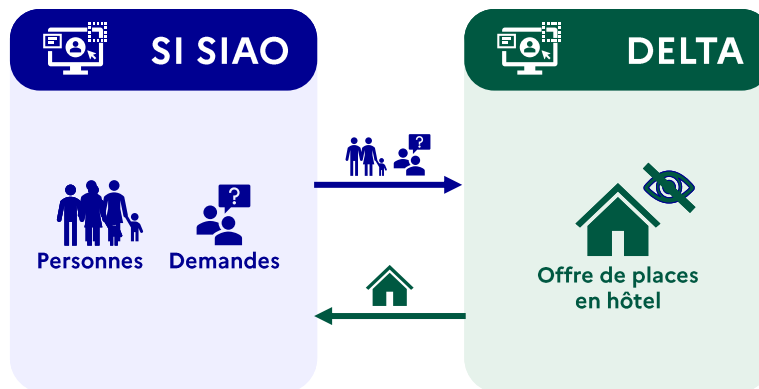 SI SIAO
DELTA
?
?
Personnes
Demandes
Offre de places
en hôtel